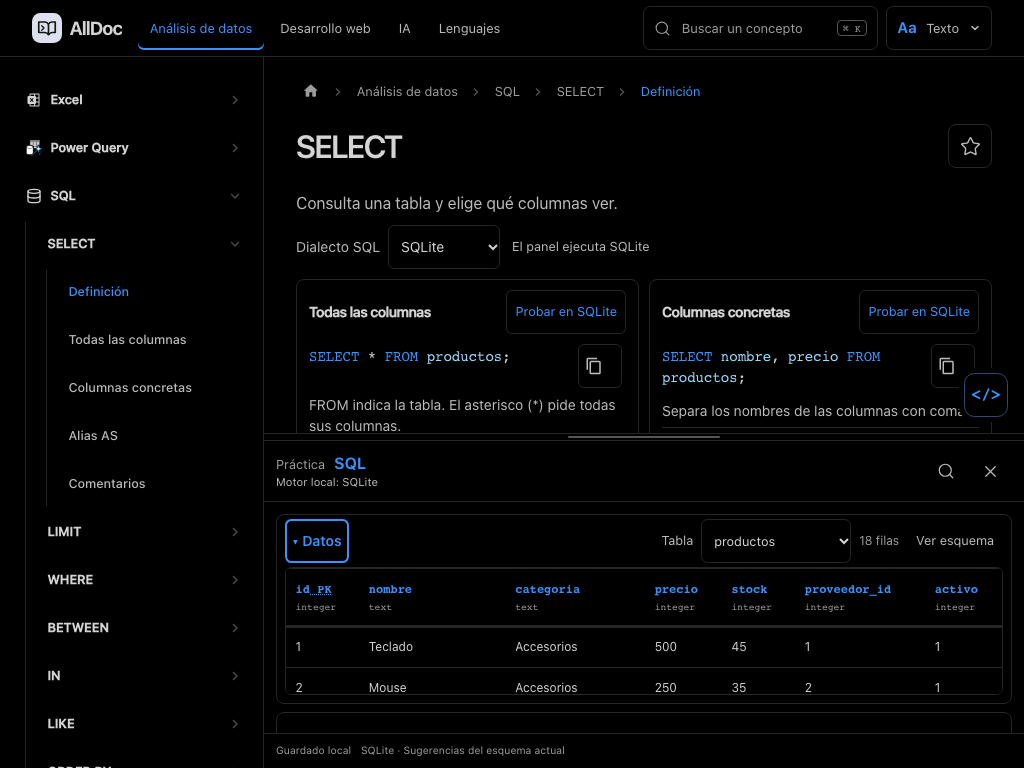 AllDoc
Análisis de datos
Desarrollo web
IA
Lenguajes
Buscar un concepto
⌘ K
Aa Texto
Excel
Power Query
SQL
SELECT
Definición
Todas las columnas
Columnas concretas
Alias AS
Comentarios
LIMIT
WHERE
BETWEEN
IN
LIKE
Análisis de datos > SQL > SELECT > Definición
SELECT
Consulta una tabla y elige qué columnas ver.
Dialecto SQL SQLite El panel ejecuta SQLite
Todas las columnas Probar en SQLite
SELECT * FROM productos;
FROM indica la tabla. El asterisco (*) pide todas
sus columnas.
Columnas concretas Probar en SQLite
SELECT nombre, precio FROM
productos;
Separa los nombres de las columnas con coma
</>
Práctica SQL
Motor local: SQLite
▾ Datos
Tabla productos 18 filas Ver esquema
id PK nombre categoria precio stock proveedor_id activo
integer text text integer integer integer integer
1 Teclado Accesorios 500 45 1 1
2 Mouse Accesorios 250 35 2 1
Guardado local SQLite · Sugerencias del esquema actual